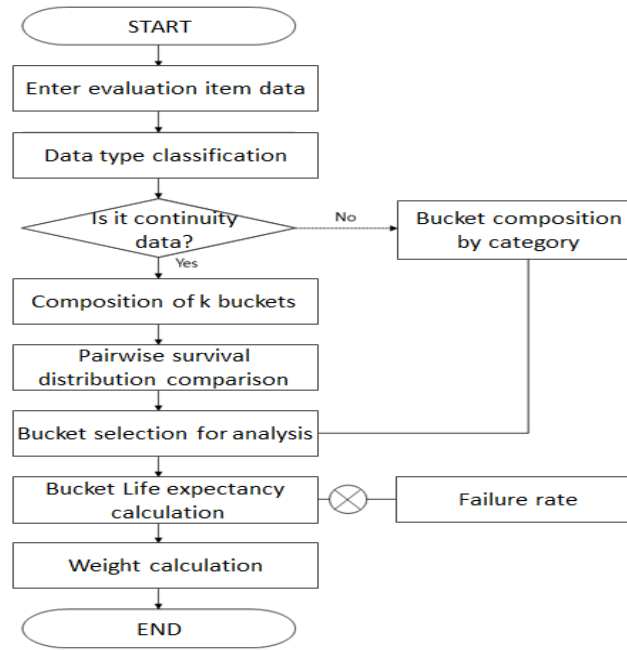 START
Enter evaluation item data
Data type classification
Is it continuity
data?
No
Bucket composition
by category
Yes
Composition of k buckets
Pairwise survival
distribution comparison
Bucket selection for analysis
Bucket Life expectancy
calculation
Failure rate
Weight calculation
END